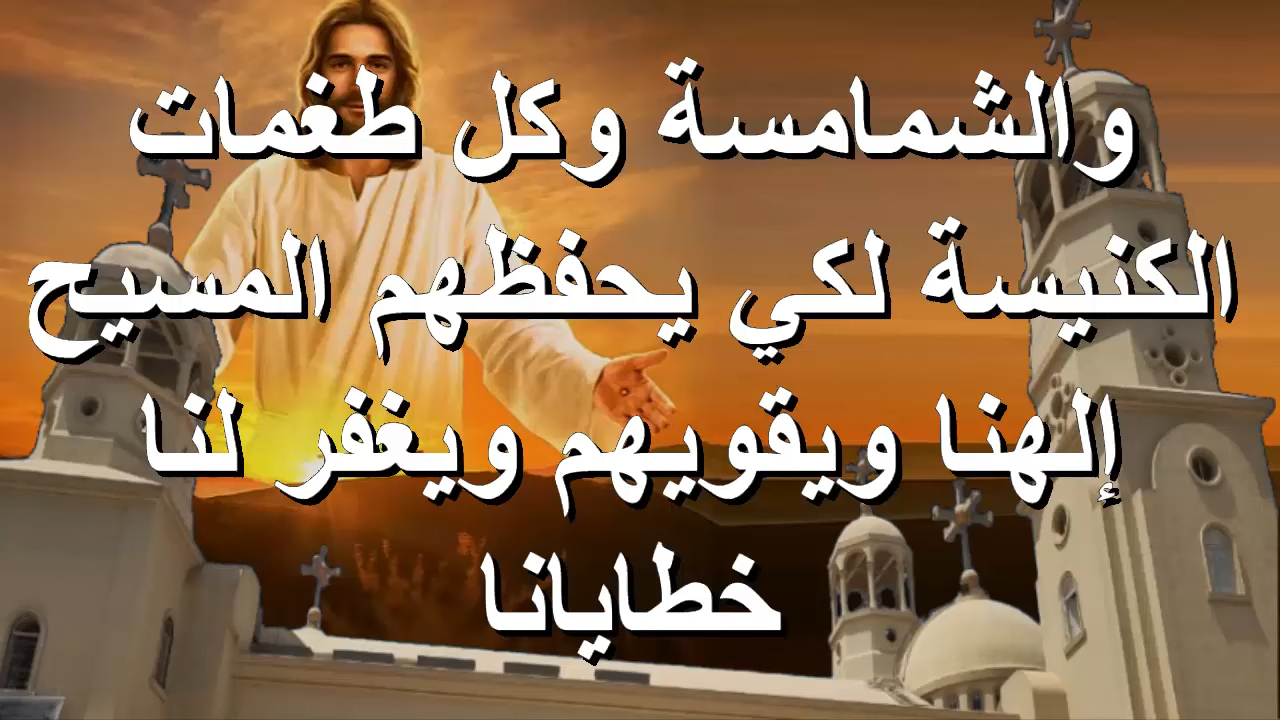 والشمامسة وكل طغمات
الكنيسة لكي يحفظهم المسيح
إلهنا ويقويهم ويغفر لنا
خطايانا